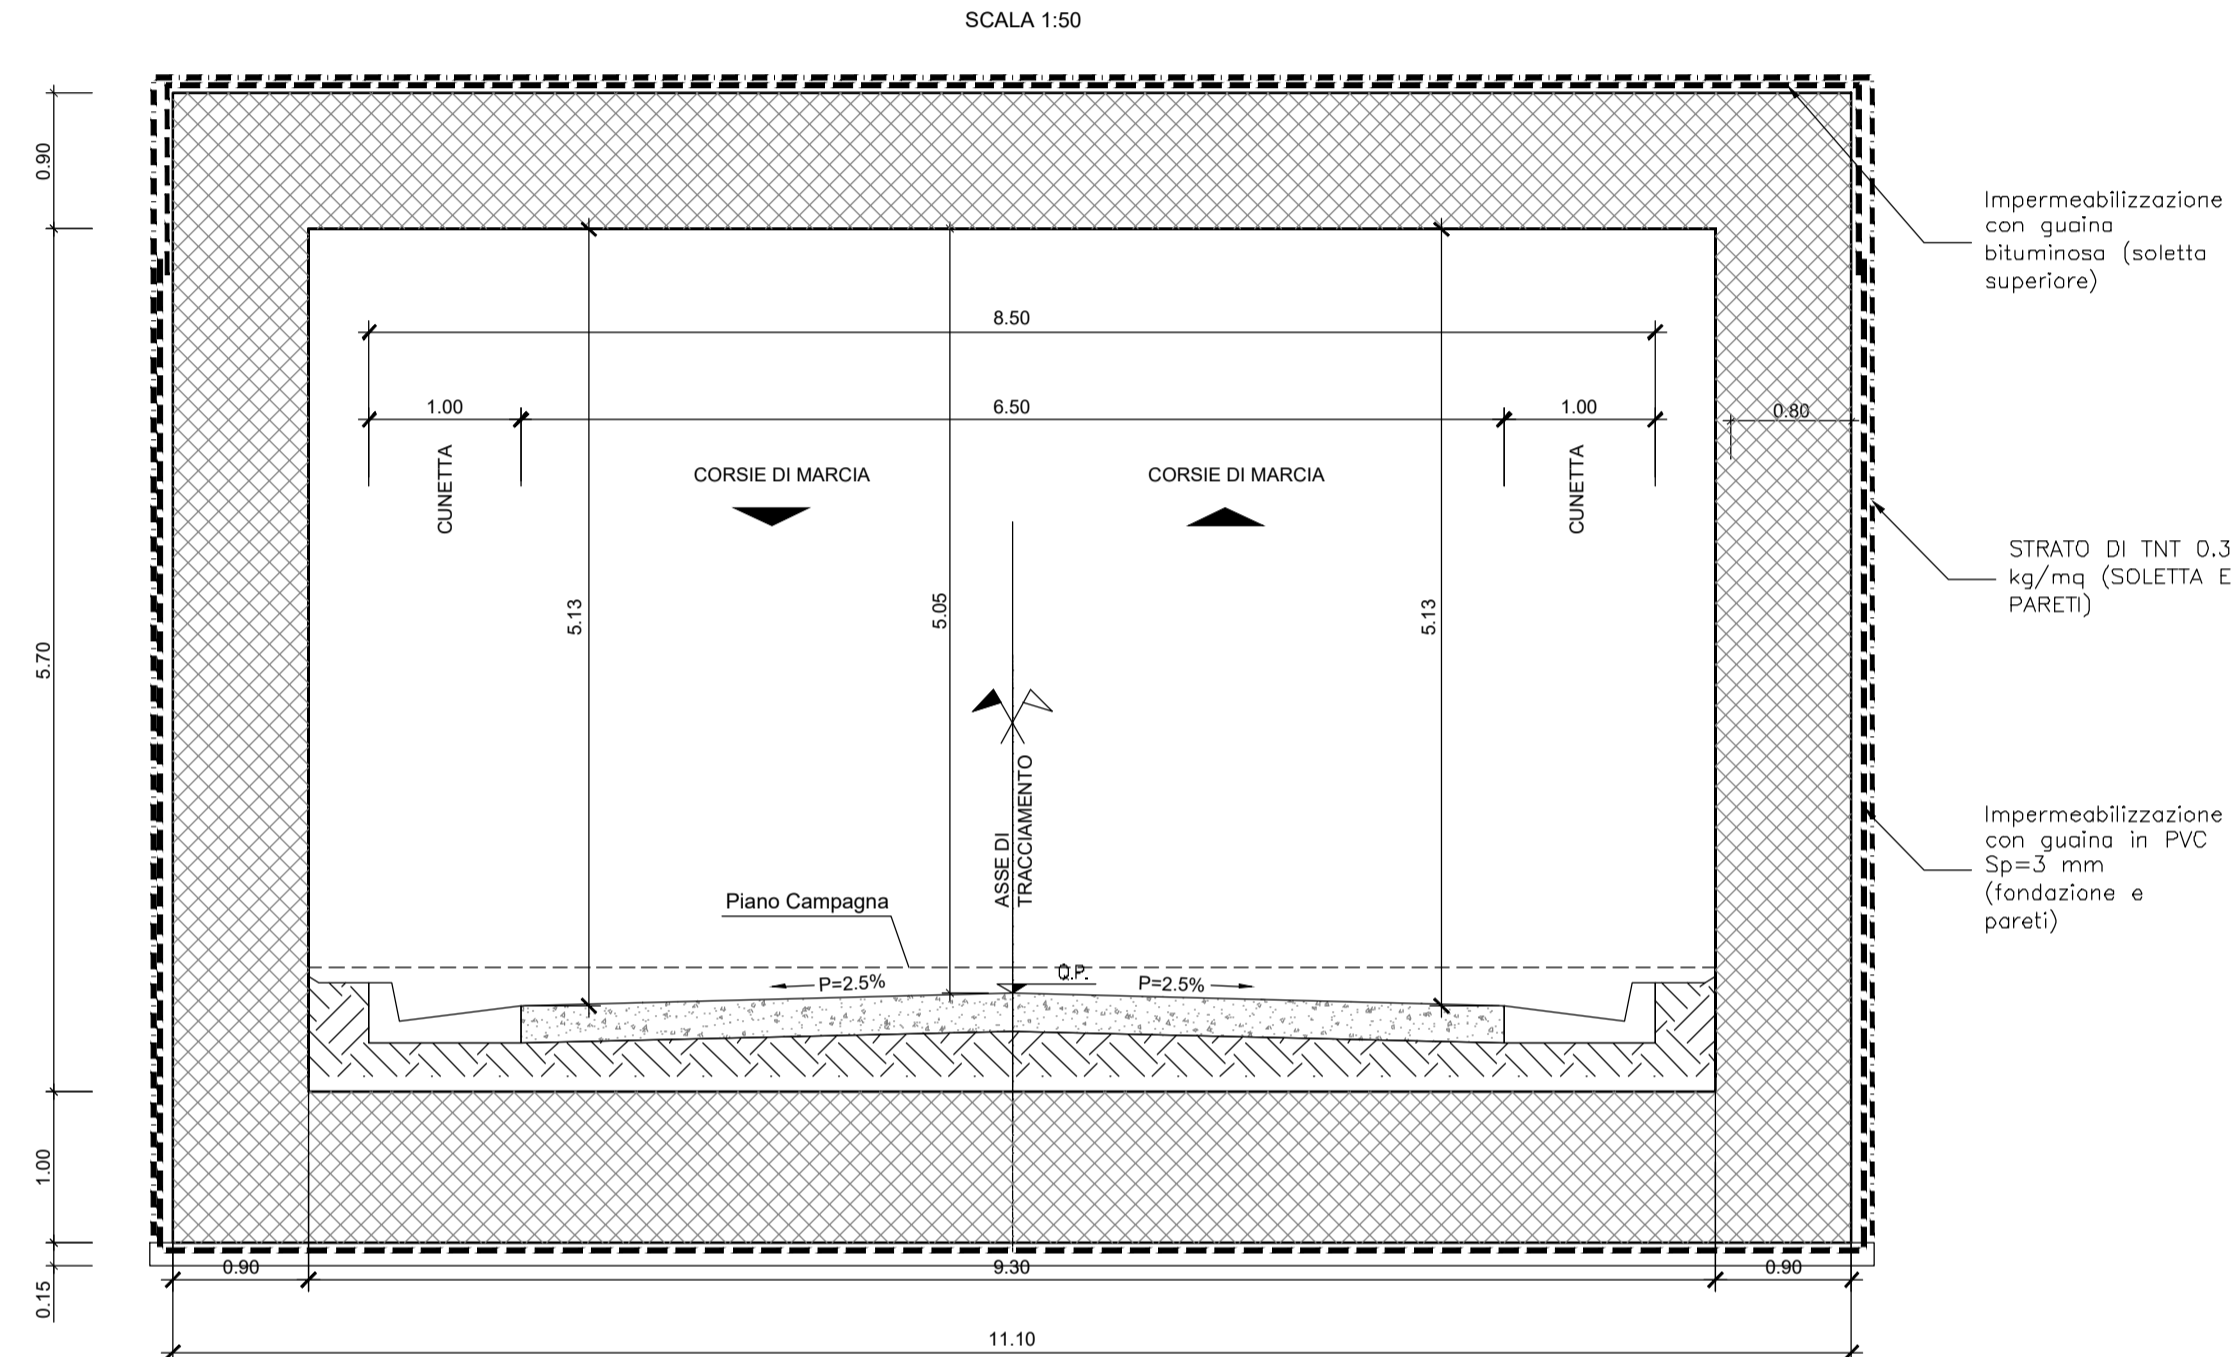 SCALA 1:50
0.90
Impermeabilizzazione
con guaina
bituminosa (soletta
superiore)
8.50
1.00
6.50
1.00
0.80
CUNETTA
CORSIE DI MARCIA
CORSIE DI MARCIA
CUNETTA
STRATO DI TNT 0.3
kg/mq (SOLETTA E
PARETI)
5.13
5.05
5.13
5.70
ASSE DI
TRACCIAMENTO
Impermeabilizzazione
con guaina in PVC
Sp=3 mm
(fondazione e
pareti)
Piano Campagna
Q.P.
P=2.5%
P=2.5%
1.00
0.15
0.90
9.30
0.90
11.10